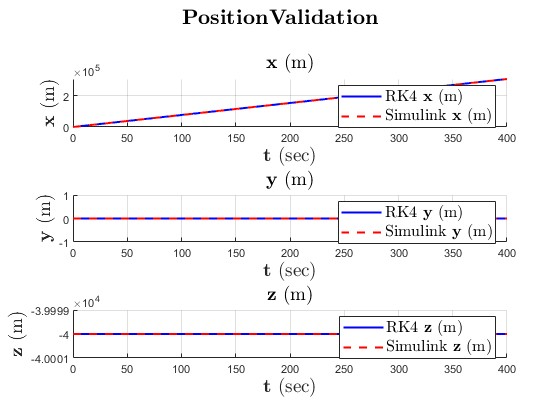 PositionValidation
x (m)
×10^5
x (m)
2
0
RK4 x (m)
Simulink x (m)
0 50 100 150 200 250 300 350 400
t (sec)
y (m)
y (m)
1
0
-1
RK4 y (m)
Simulink y (m)
0 50 100 150 200 250 300 350 400
t (sec)
z (m)
×10^4
z (m)
-3.9999
-4
-4.0001
RK4 z (m)
Simulink z (m)
0 50 100 150 200 250 300 350 400
t (sec)